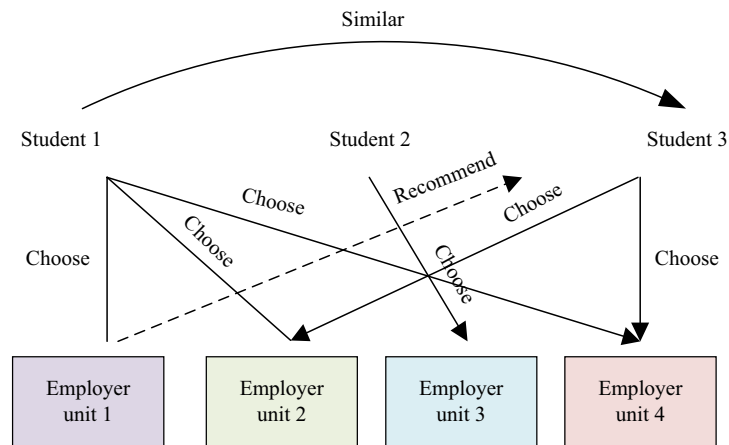 Similar
Student 1
Student 2
Student 3
Recommend
Choose
Choose
Choose
Choose
Choose
Choose
Employer
unit 1
Employer
unit 2
Employer
unit 3
Employer
unit 4